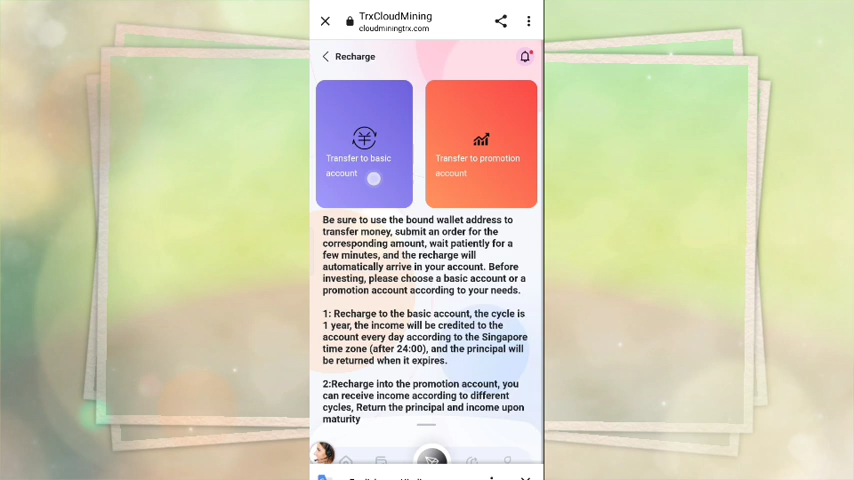 TrxCloudMining
cloudminingtrx.com
Recharge
Transfer to basic
account
Transfer to promotion
account
Be sure to use the bound wallet address to
transfer money, submit an order for the
corresponding amount, wait patiently for a
few minutes, and the recharge will
automatically arrive in your account. Before
investing, please choose a basic account or a
promotion account according to your needs.
1: Recharge to the basic account, the cycle is
1 year, the income will be credited to the
account every day according to the Singapore
time zone (after 24:00), and the principal will
be returned when it expires.
2:Recharge into the promotion account, you
can receive income according to different
cycles, Return the principal and income upon
maturity